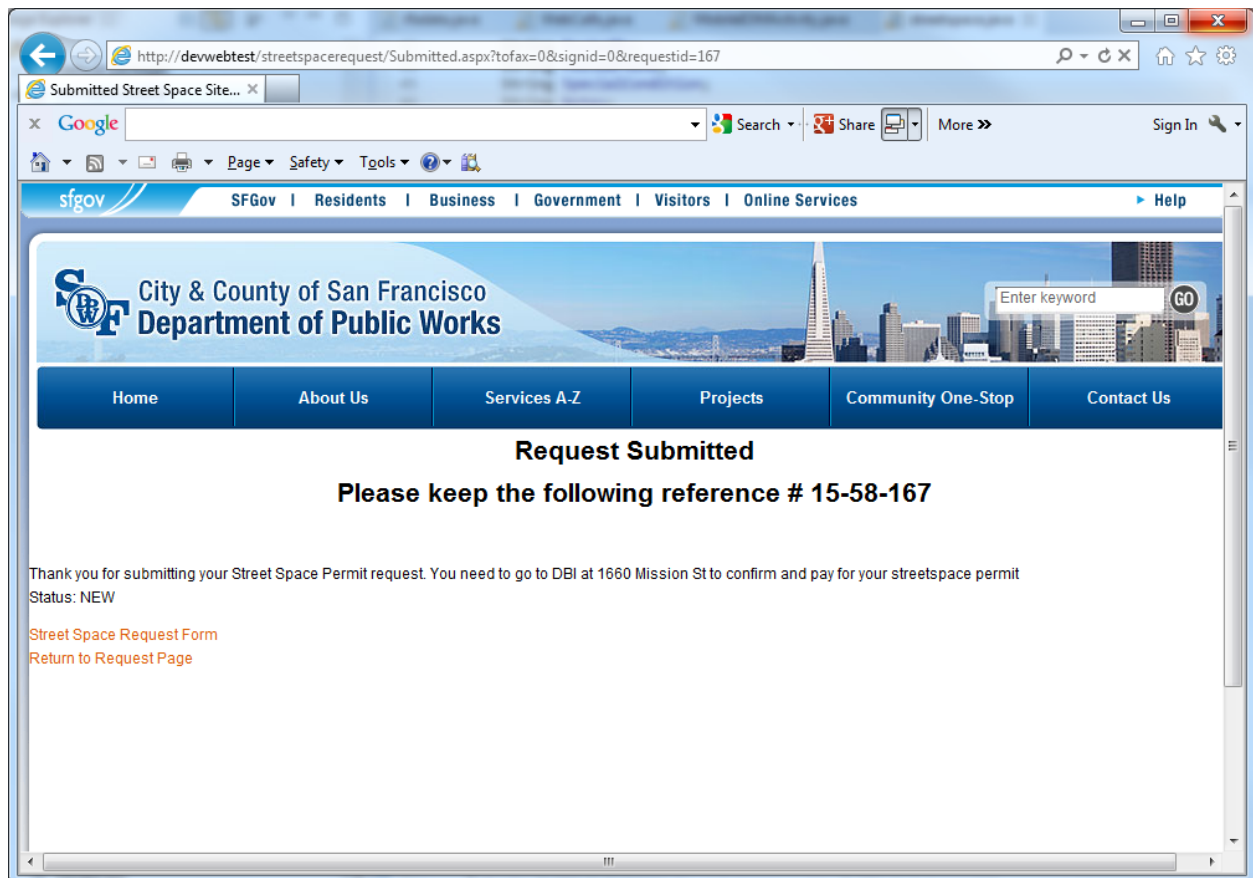 http://devwebtest/streetspacerequest/Submitted.aspx?tofax=0&signid=0&requestid=167
Submitted Street Space Site...
x Google Search Share More » Sign In
Page Safety Tools
sfgov SFGov | Residents | Business | Government | Visitors | Online Services Help
SF DPW
City & County of San Francisco
Department of Public Works
Enter keyword GO
Home About Us Services A-Z Projects Community One-Stop Contact Us
Request Submitted
Please keep the following reference # 15-58-167
Thank you for submitting your Street Space Permit request. You need to go to DBI at 1660 Mission St to confirm and pay for your streetspace permit
Status: NEW
Street Space Request Form
Return to Request Page